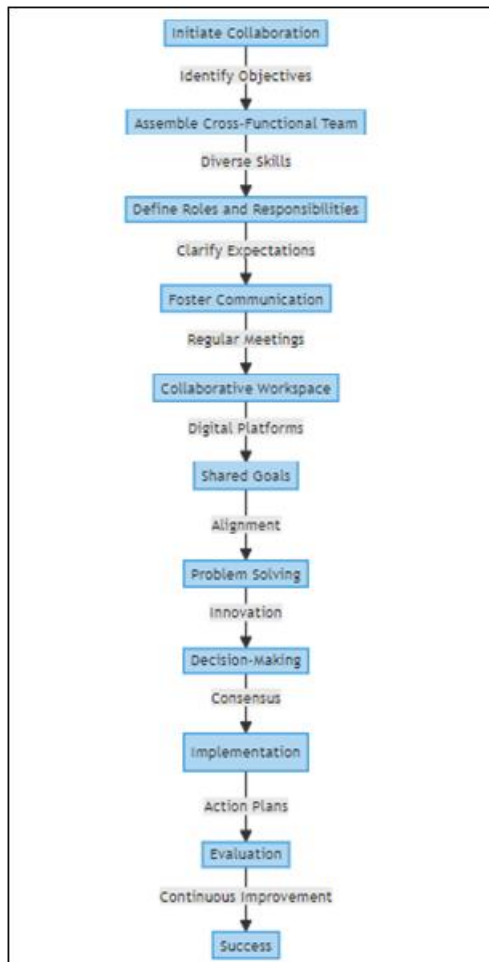 Initiate Collaboration
Identify Objectives
Assemble Cross-Functional Team
Diverse Skills
Define Roles and Responsibilities
Clarify Expectations
Foster Communication
Regular Meetings
Collaborative Workspace
Digital Platforms
Shared Goals
Alignment
Problem Solving
Innovation
Decision-Making
Consensus
Implementation
Action Plans
Evaluation
Continuous Improvement
Success